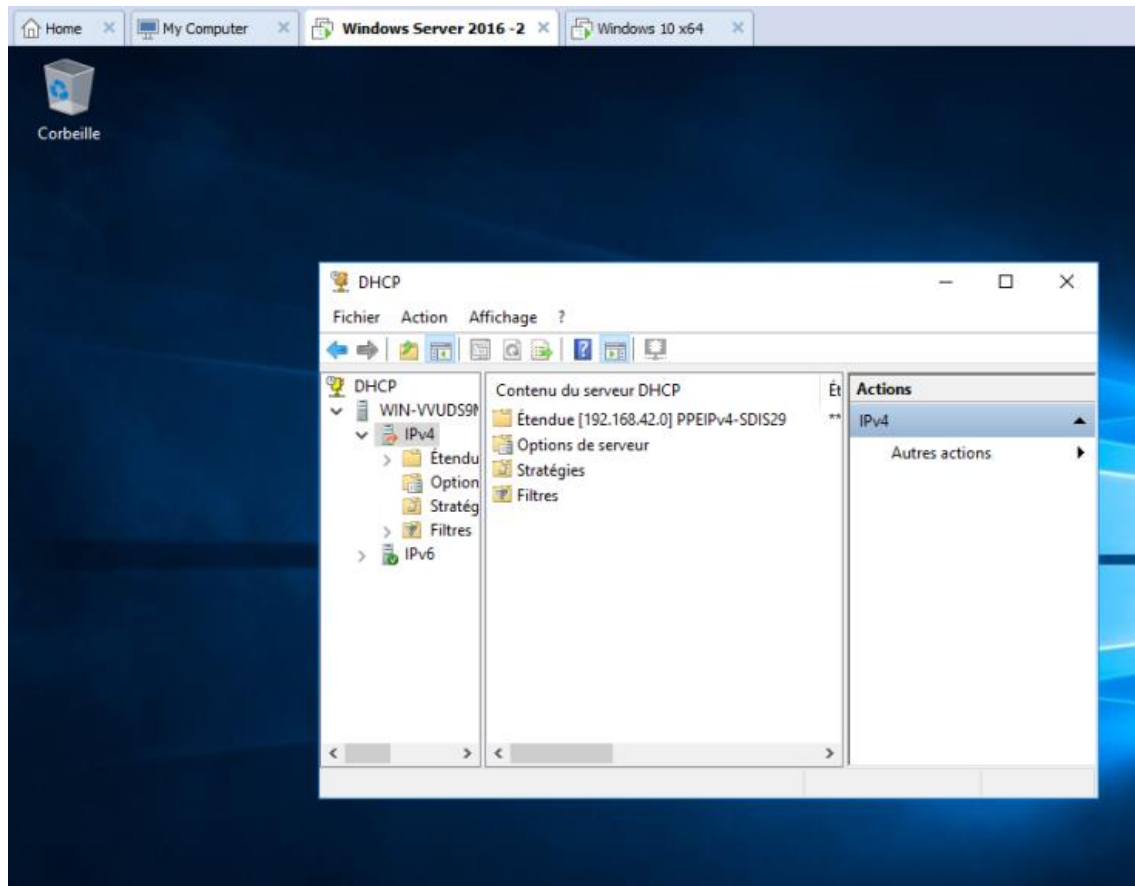 Home
My Computer
Windows Server 2016 -2
Windows 10 x64
Corbeille
DHCP
Fichier Action Affichage ?
DHCP
WIN-VVUDS9
IPv4
Étendu
Option
Stratég
Filtres
IPv6
Contenu du serveur DHCP Ét
Étendue [192.168.42.0] PPEIPv4-SDIS29 **
Options de serveur
Stratégies
Filtres
Actions
IPv4
Autres actions